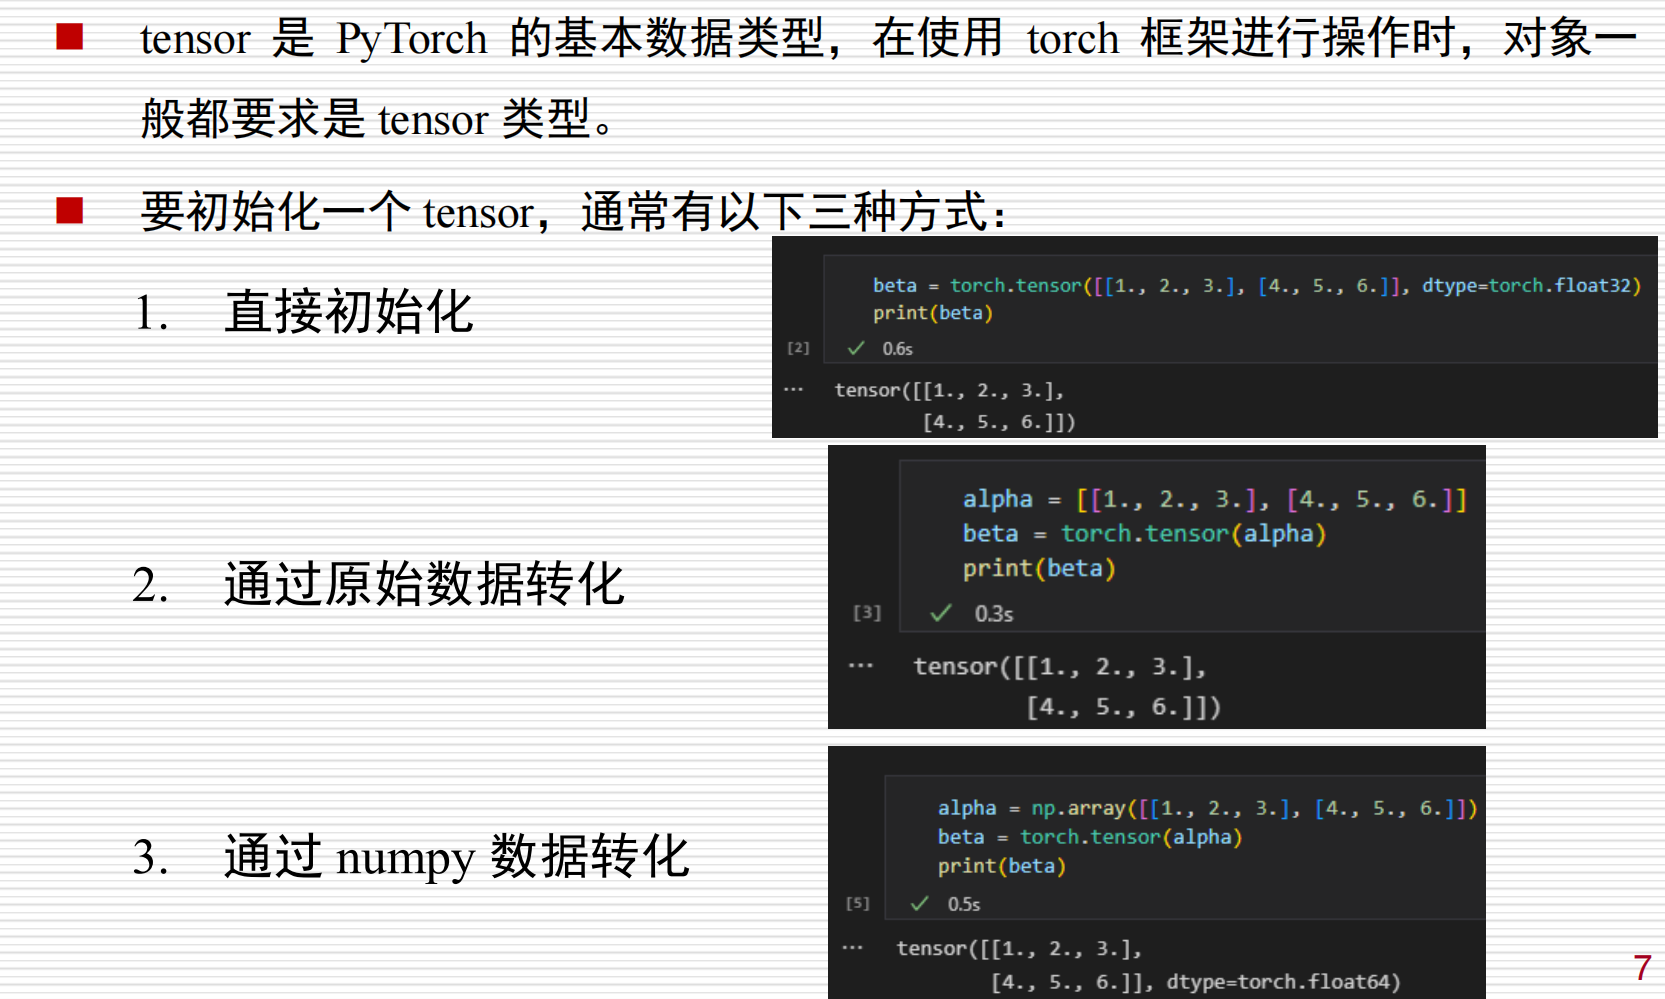 tensor 是 PyTorch 的基本数据类型，在使用 torch 框架进行操作时，对象一
般都要求是 tensor 类型。
要初始化一个 tensor，通常有以下三种方式：
1. 直接初始化
beta = torch.tensor([[1., 2., 3.], [4., 5., 6.]], dtype=torch.float32)
print(beta)
[2] ✓ 0.6s
... tensor([[1., 2., 3.],
[4., 5., 6.]])
2. 通过原始数据转化
alpha = [[1., 2., 3.], [4., 5., 6.]]
beta = torch.tensor(alpha)
print(beta)
[3] ✓ 0.3s
... tensor([[1., 2., 3.],
[4., 5., 6.]])
3. 通过 numpy 数据转化
alpha = np.array([[1., 2., 3.], [4., 5., 6.]])
beta = torch.tensor(alpha)
print(beta)
[5] ✓ 0.5s
... tensor([[1., 2., 3.],
[4., 5., 6.]], dtype=torch.float64)
7